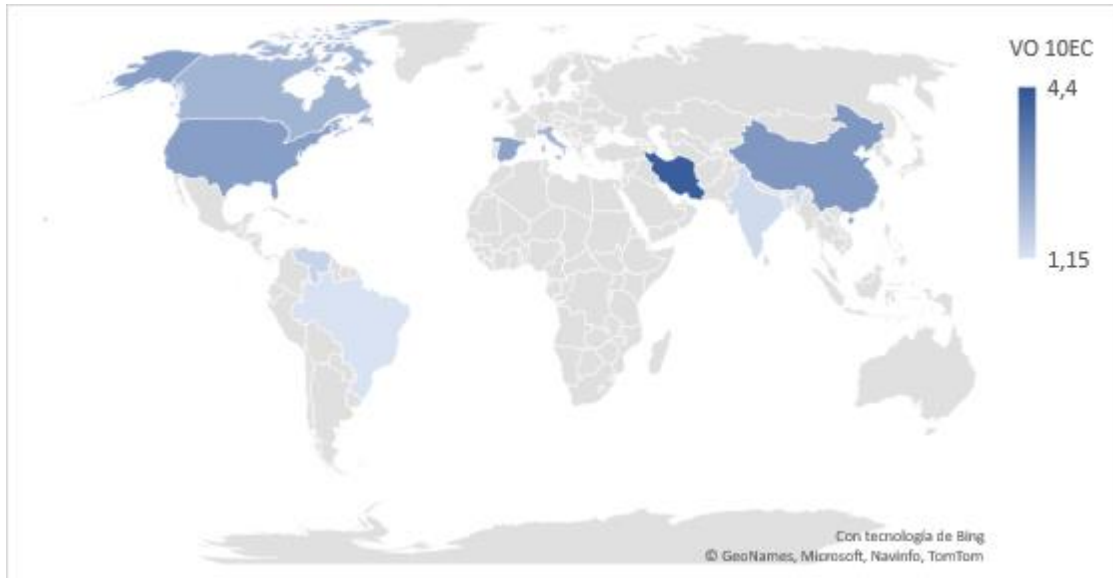 VO 10EC
4,4
1,15
Con tecnología de Bing
© GeoNames, Microsoft, Navinfo, TomTom